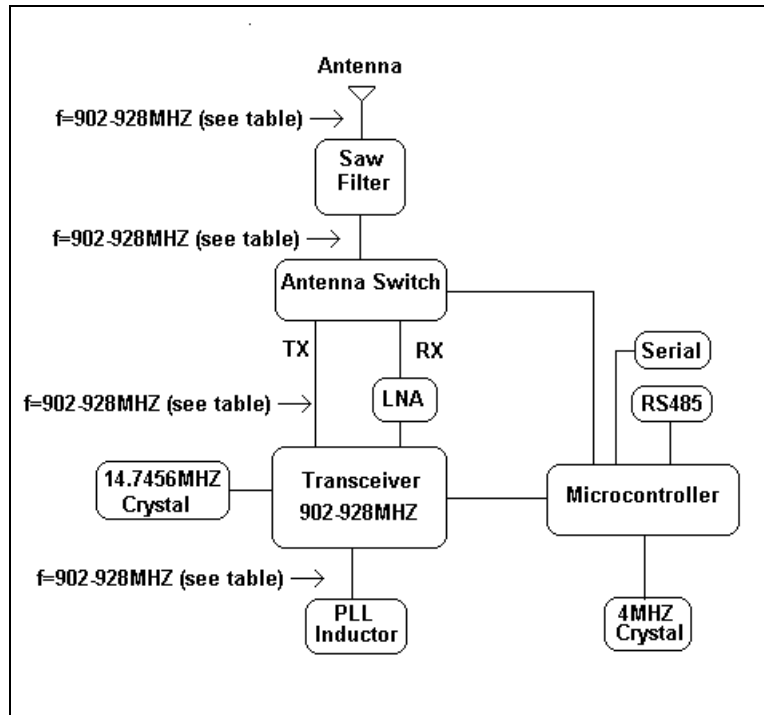 Antenna
f=902-928MHZ (see table)
Saw
Filter
f=902-928MHZ (see table)
Antenna Switch
TX
RX
Serial
f=902-928MHZ (see table)
LNA
RS485
14.7456MHZ
Crystal
Transceiver
902-928MHZ
Microcontroller
f=902-928MHZ (see table)
PLL
Inductor
4MHZ
Crystal